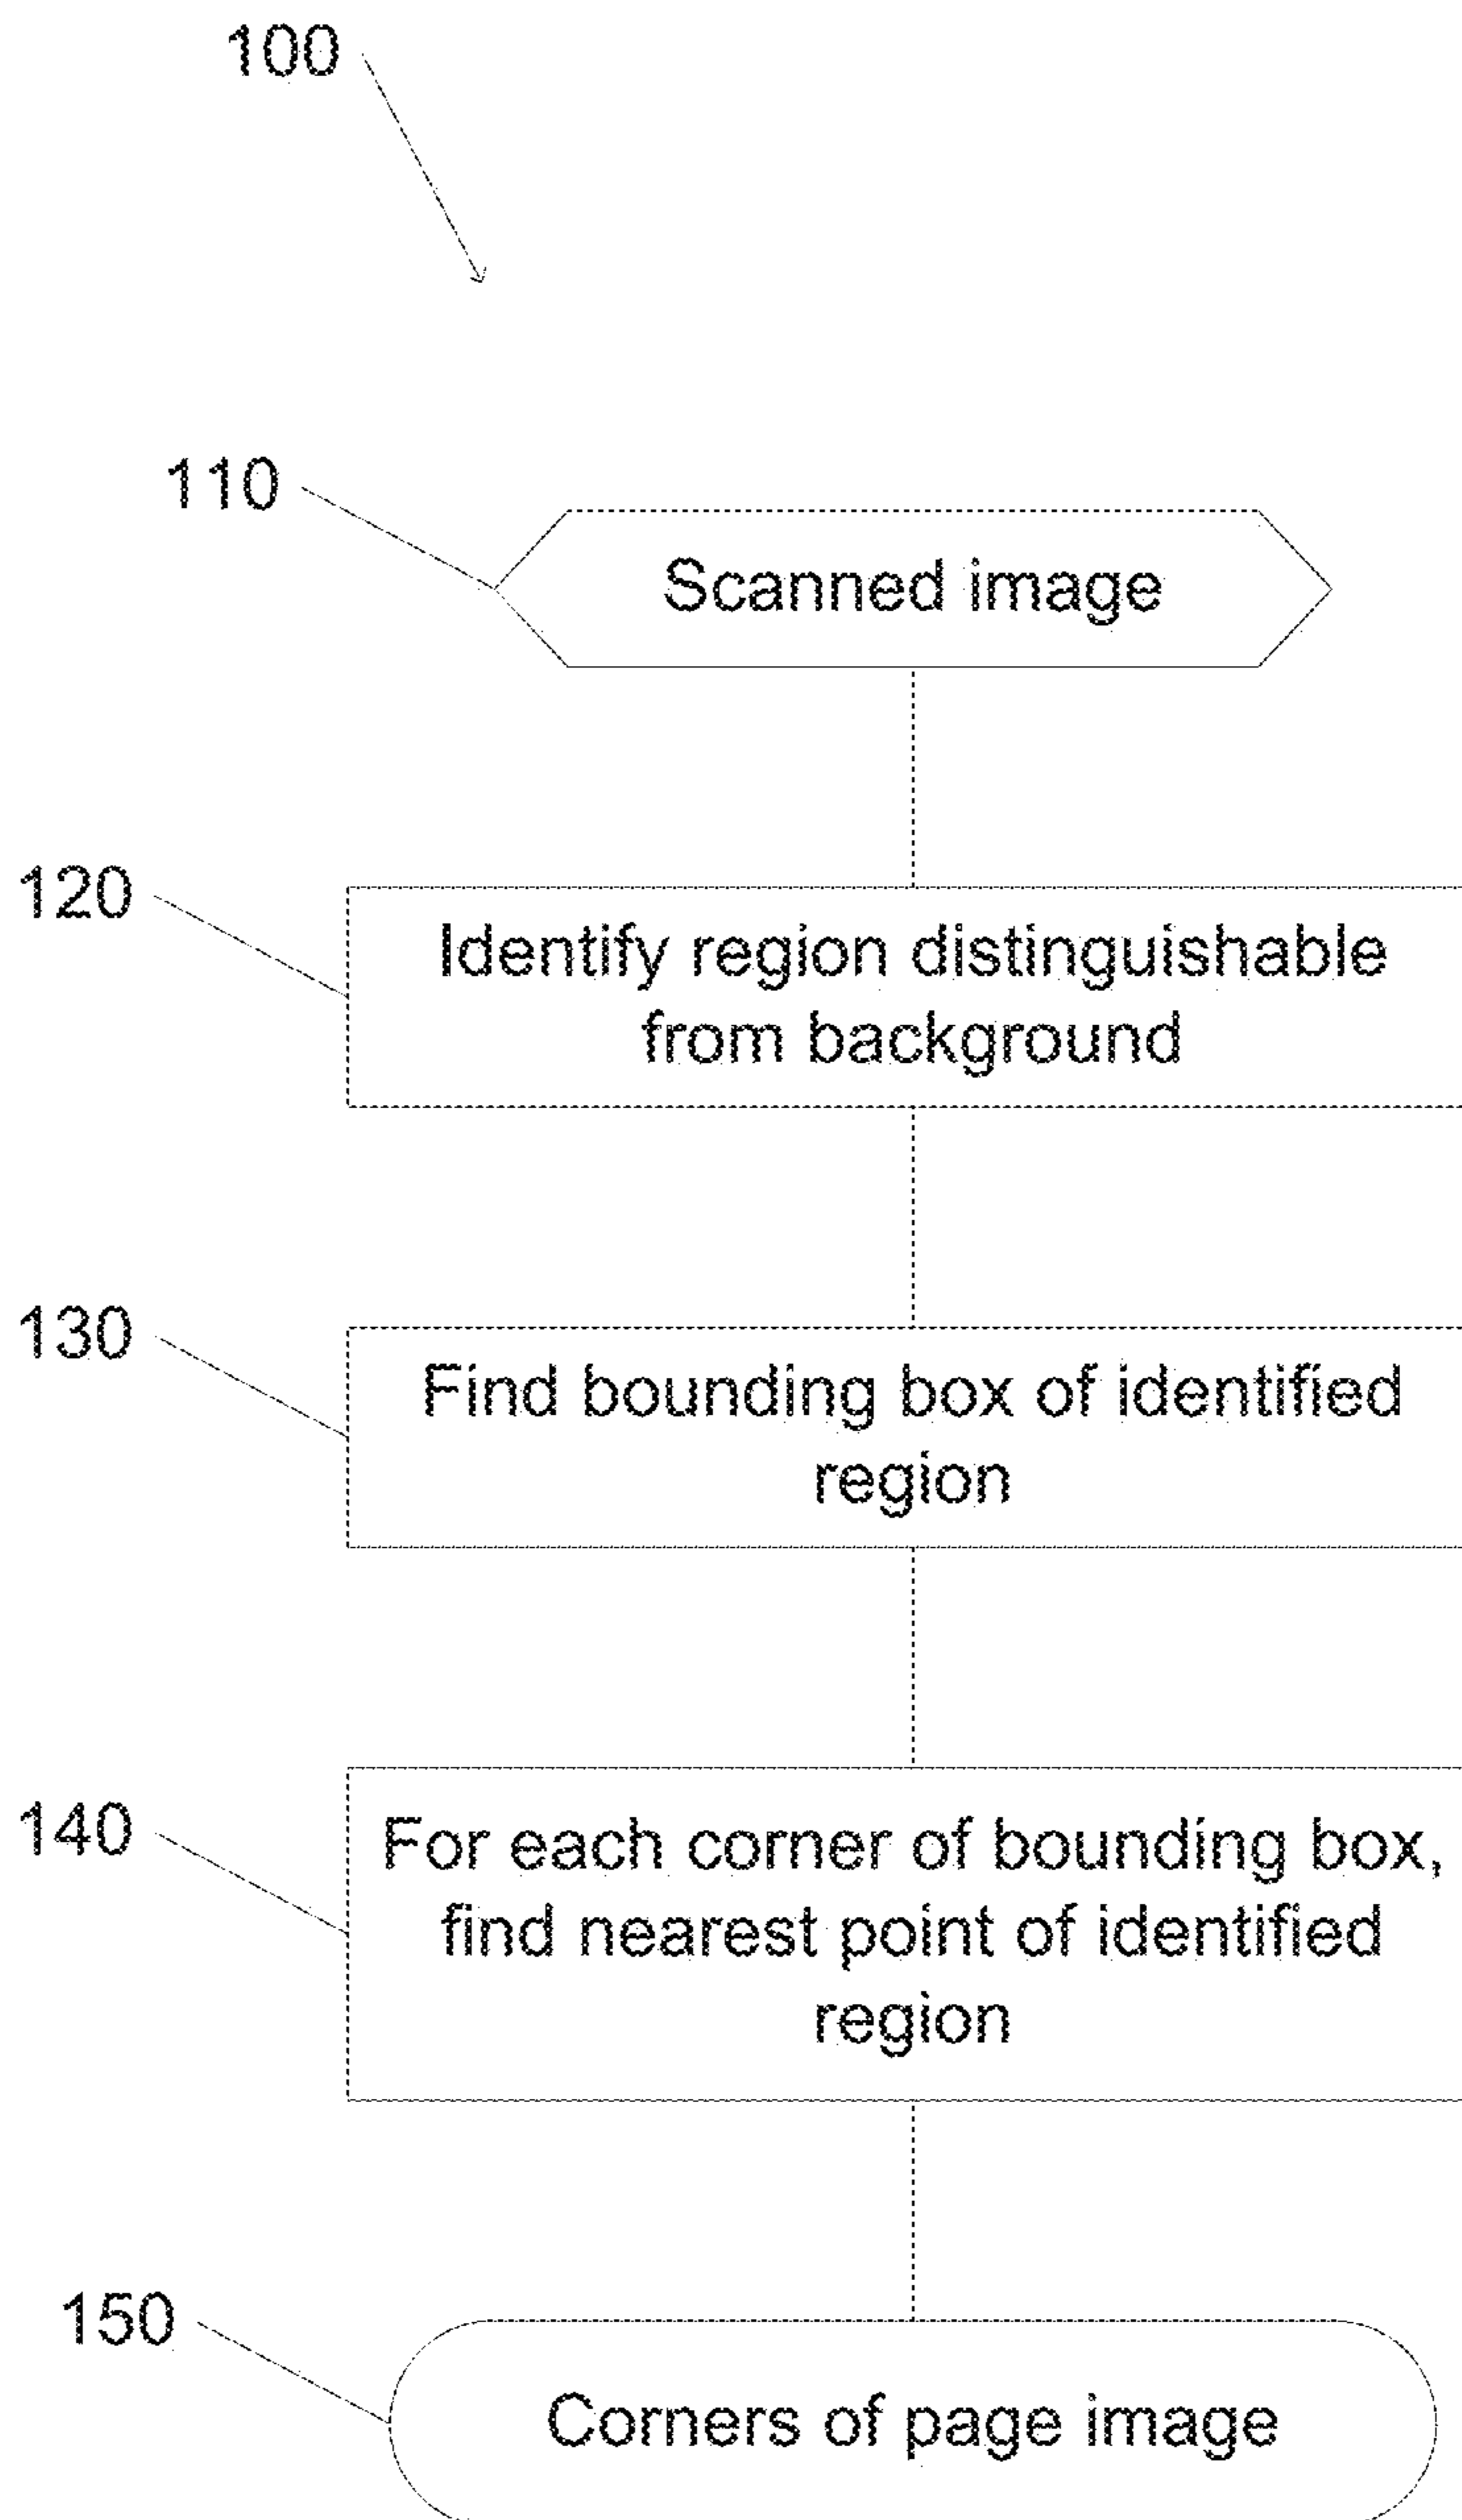 100
110
Scanned image
120
Identify region distinguishable
from background
130
Find bounding box of identified
region
140
For each corner of bounding box,
find nearest point of identified
region
150
Corners of page image